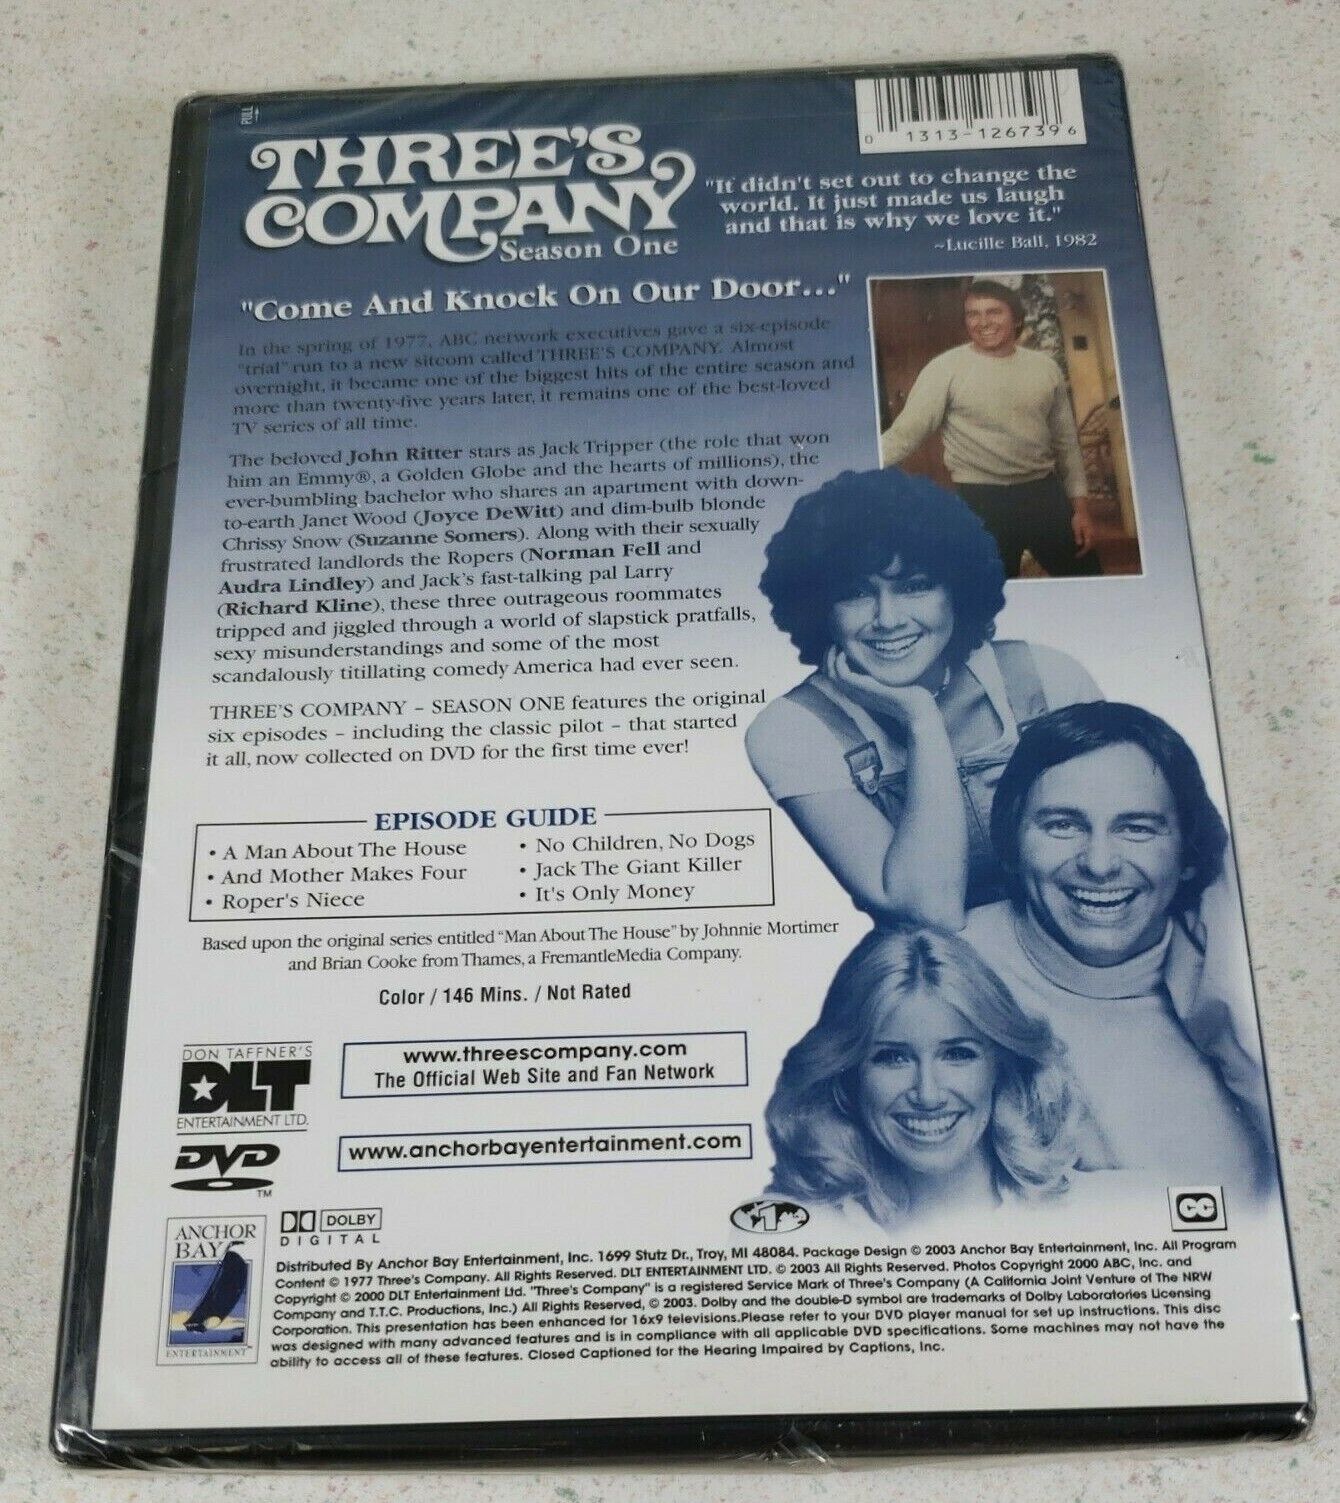 PULL
0 1313-12673 9 6
THREE'S
COMPANY
Season One
"It didn't set out to change the
world. It just made us laugh
and that is why we love it."
~Lucille Ball, 1982
"Come And Knock On Our Door..."
In the spring of 1977, ABC network executives gave a six-episode
"trial" run to a new sitcom called THREE'S COMPANY. Almost
overnight, it became one of the biggest hits of the entire season and
more than twenty-five years later, it remains one of the best-loved
TV series of all time.
The beloved John Ritter stars as Jack Tripper (the role that won
him an Emmy®, a Golden Globe and the hearts of millions), the
ever-bumbling bachelor who shares an apartment with down-
to-earth Janet Wood (Joyce DeWitt) and dim-bulb blonde
Chrissy Snow (Suzanne Somers). Along with their sexually
frustrated landlords the Ropers (Norman Fell and
Audra Lindley) and Jack's fast-talking pal Larry
(Richard Kline), these three outrageous roommates
tripped and jiggled through a world of slapstick pratfalls,
sexy misunderstandings and some of the most
scandalously titillating comedy America had ever seen.
THREE'S COMPANY – SEASON ONE features the original
six episodes – including the classic pilot – that started
it all, now collected on DVD for the first time ever!
EPISODE GUIDE
• A Man About The House
• And Mother Makes Four
• Roper's Niece
• No Children, No Dogs
• Jack The Giant Killer
• It's Only Money
Based upon the original series entitled "Man About The House" by Johnnie Mortimer
and Brian Cooke from Thames, a FremantleMedia Company.
Color / 146 Mins. / Not Rated
DON TAFFNER'S
DLT
ENTERTAINMENT LTD.
www.threescompany.com
The Official Web Site and Fan Network
DVD
TM
www.anchorbayentertainment.com
ANCHOR
BAY
ENTERTAINMENT
DOLBY
DIGITAL
1
CC
Distributed By Anchor Bay Entertainment, Inc. 1699 Stutz Dr., Troy, MI 48084. Package Design © 2003 Anchor Bay Entertainment, Inc. All Program
Content © 1977 Three's Company. All Rights Reserved. DLT ENTERTAINMENT LTD. © 2003 All Rights Reserved. Photos Copyright 2000 ABC, Inc. and
Copyright © 2000 DLT Entertainment Ltd. "Three's Company" is a registered Service Mark of Three's Company (A California Joint Venture of The NRW
Company and T.T.C. Productions, Inc.) All Rights Reserved, © 2003. Dolby and the double-D symbol are trademarks of Dolby Laboratories Licensing
Corporation. This presentation has been enhanced for 16x9 televisions.Please refer to your DVD player manual for set up instructions. This disc
was designed with many advanced features and is in compliance with all applicable DVD specifications. Some machines may not have the
ability to access all of these features. Closed Captioned for the Hearing Impaired by Captions, Inc.